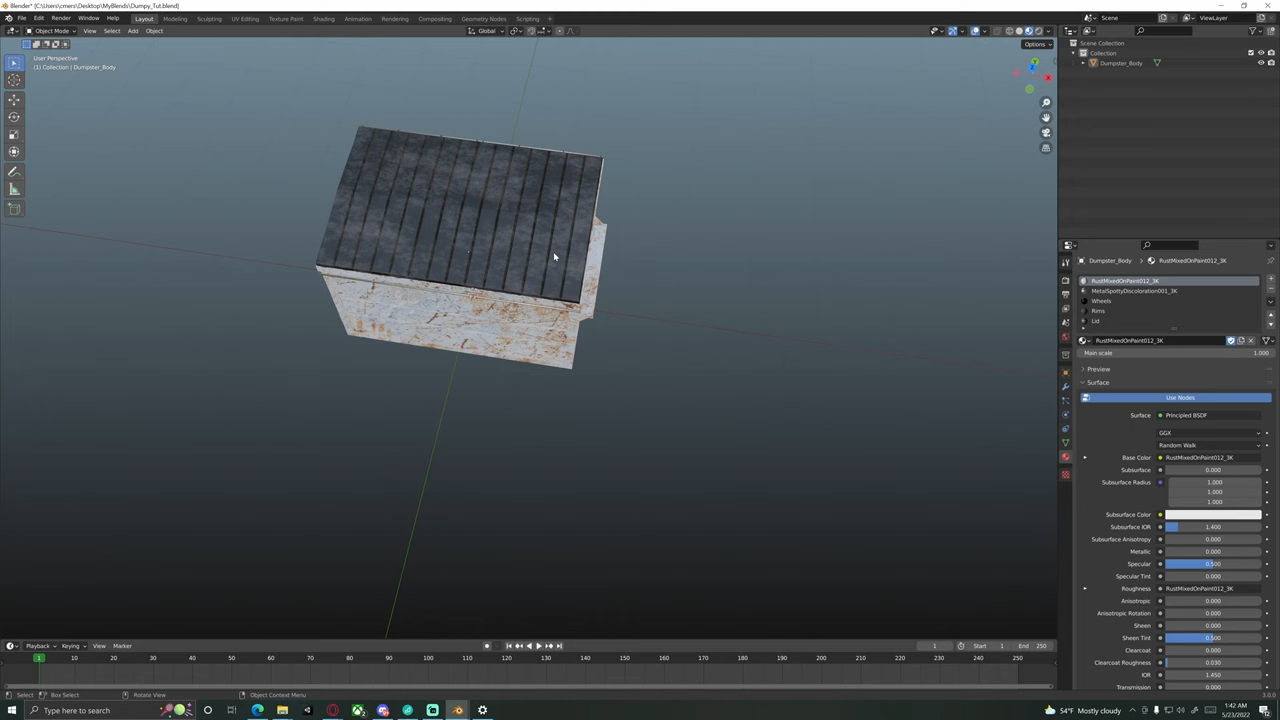 Blender* [C:\Users\cmers\Desktop\MyBlends\Dumpy_Tut.blend]
File Edit Render Window Help Layout Modeling Sculpting UV Editing Texture Paint Shading Animation Rendering Compositing Geometry Nodes Scripting Scene ViewLayer
Object Mode View Select Add Object Global
Options
User Perspective
(1) Collection | Dumpster_Body
Scene Collection
Collection
Dumpster_Body
Dumpster_Body > RustMixedOnPaint012_3K
RustMixedOnPaint012_3K
MetalSpottyDiscoloration001_3K
Wheels
Rims
Lid
RustMixedOnPaint012_3K
Main scale 1.000
Preview
Surface
Use Nodes
Surface Principled BSDF
GGX
Random Walk
Base Color RustMixedOnPaint012_3K
Subsurface 0.000
Subsurface Radius 1.000
1.000
1.000
Subsurface Color
Subsurface IOR 1.400
Subsurface Anisotropy 0.000
Metallic 0.000
Specular 0.500
Specular Tint 0.000
Roughness RustMixedOnPaint012_3K
Anisotropic 0.000
Anisotropic Rotation 0.000
Sheen 0.000
Sheen Tint 0.500
Clearcoat 0.000
Clearcoat Roughness 0.030
IOR 1.450
Transmission 0.000
Playback Keying View Marker 1 Start 1 End 250
1 10 20 30 40 50 60 70 80 90 100 110 120 130 140 150 160 170 180 190 200 210 220 230 240 250
Select Box Select Rotate View Object Context Menu 3.0.0
Type here to search 54°F Mostly cloudy 1:42 AM
5/23/2022